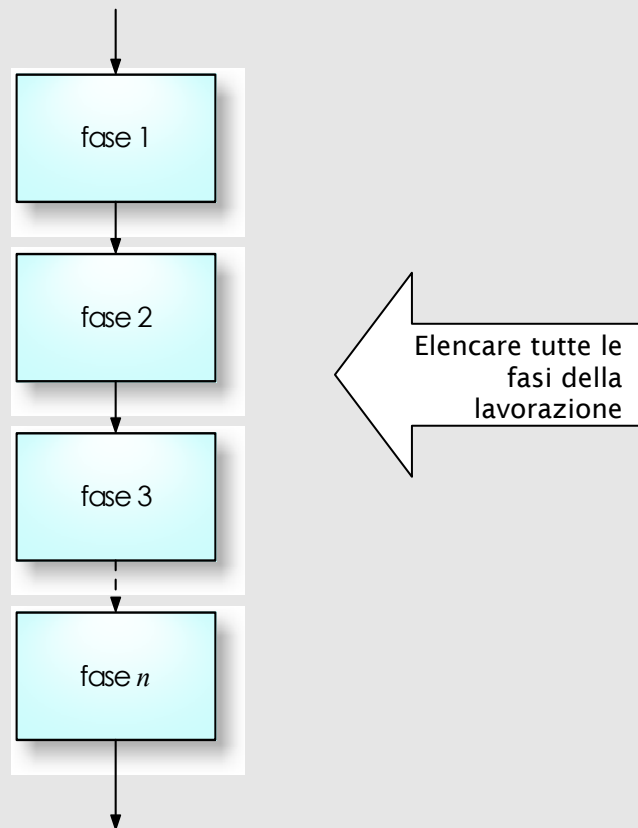 fase 1
fase 2
Elencare tutte le
fasi della
lavorazione
fase 3
fase n